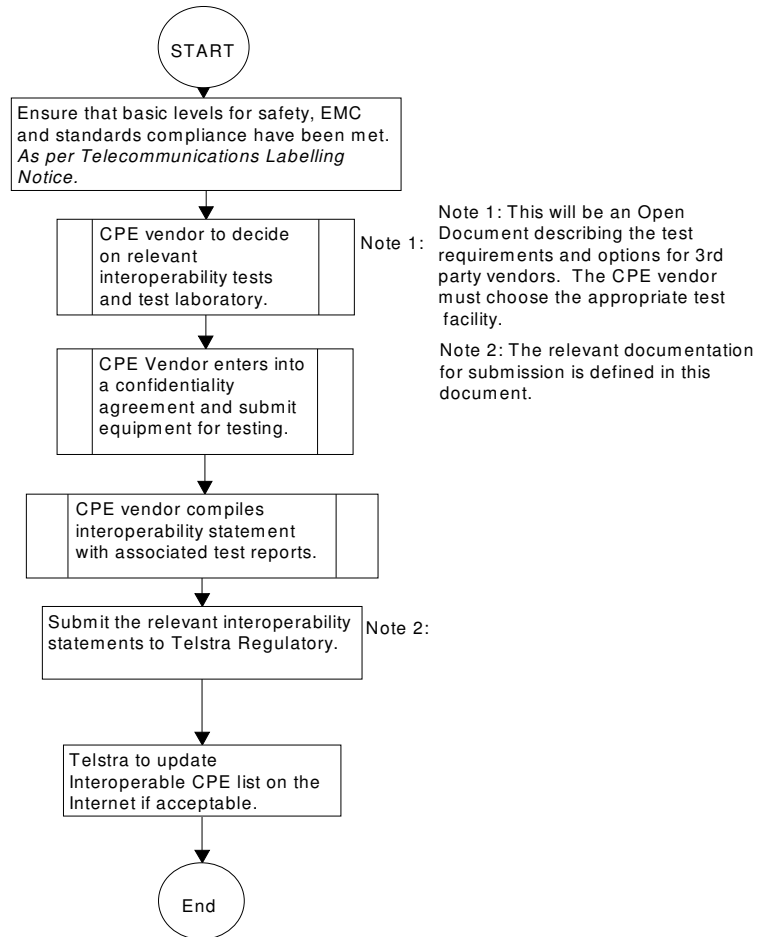 START
Ensure that basic levels for safety, EMC
and standards compliance have been met.
As per Telecommunications Labelling
Notice.
CPE vendor to decide
on relevant
interoperability tests
and test laboratory.
Note 1:
Note 1: This will be an Open
Document describing the test
requirements and options for 3rd
party vendors. The CPE vendor
must choose the appropriate test
facility.
Note 2: The relevant documentation
for submission is defined in this
document.
CPE Vendor enters into
a confidentiality
agreement and submit
equipment for testing.
CPE vendor compiles
interoperability statement
with associated test reports.
Submit the relevant interoperability
statements to Telstra Regulatory.
Note 2:
Telstra to update
Interoperable CPE list on the
Internet if acceptable.
End